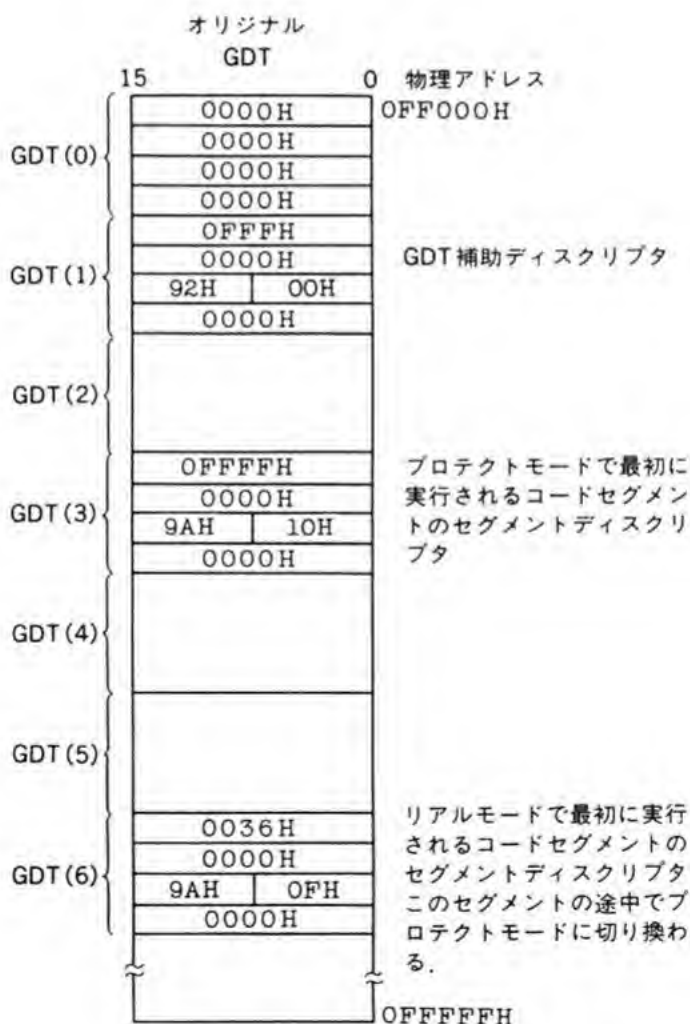 オリジナル
GDT
15 0 物理アドレス
0000H 0FF000H
0000H
GDT(0)
0000H
0000H
0FFFH
0000H GDT補助ディスクリプタ
GDT(1)
92H 00H
0000H
GDT(2)
0FFFFH プロテクトモードで最初に
0000H 実行されるコードセグメン
GDT(3)
9AH 10H トのセグメントディスクリ
0000H プタ
GDT(4)
GDT(5)
0036H リアルモードで最初に実行
0000H されるコードセグメントの
GDT(6) セグメントディスクリプタ
9AH 0FH このセグメントの途中でプ
0000H ロテクトモードに切り換わ
る.
0FFFFFH